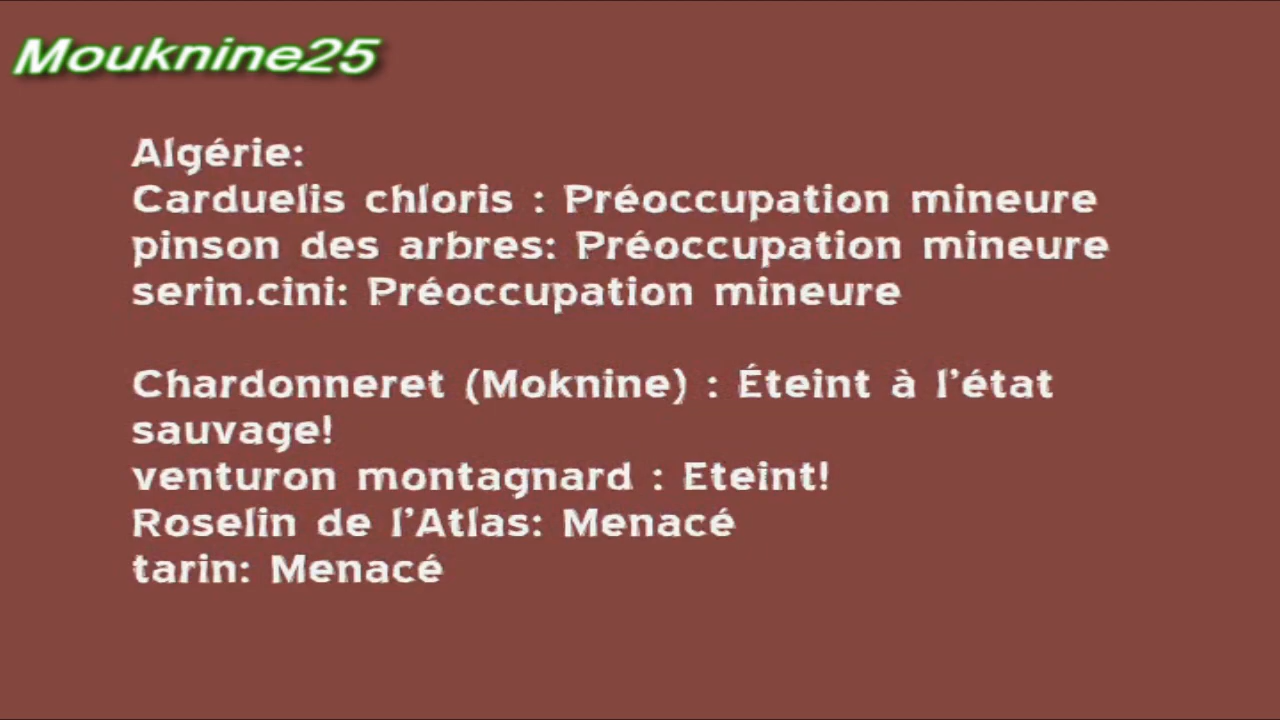 Mouknine25
Algérie:
Carduelis chloris : Préoccupation mineure
pinson des arbres: Préoccupation mineure
serin.cini: Préoccupation mineure
Chardonneret (Moknine) : Éteint à l'état
sauvage!
venturon montagnard : Eteint!
Roselin de l'Atlas: Menacé
tarin: Menacé